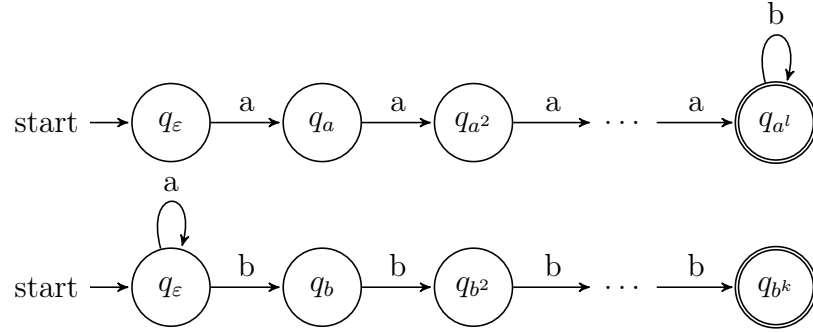 b
start q_ε a q_a a q_{a^2} a ··· a q_{a^l}
a
start q_ε b q_b b q_{b^2} b ··· b q_{b^k}